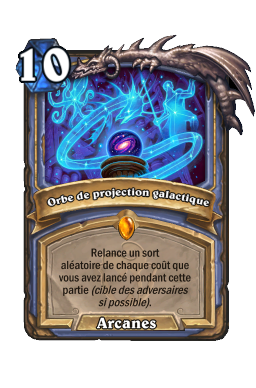 10
Orbe de projection galactique
Relance un sort
aléatoire de chaque coût que
vous avez lancé pendant cette
partie (cible des adversaires
si possible).
Arcanes